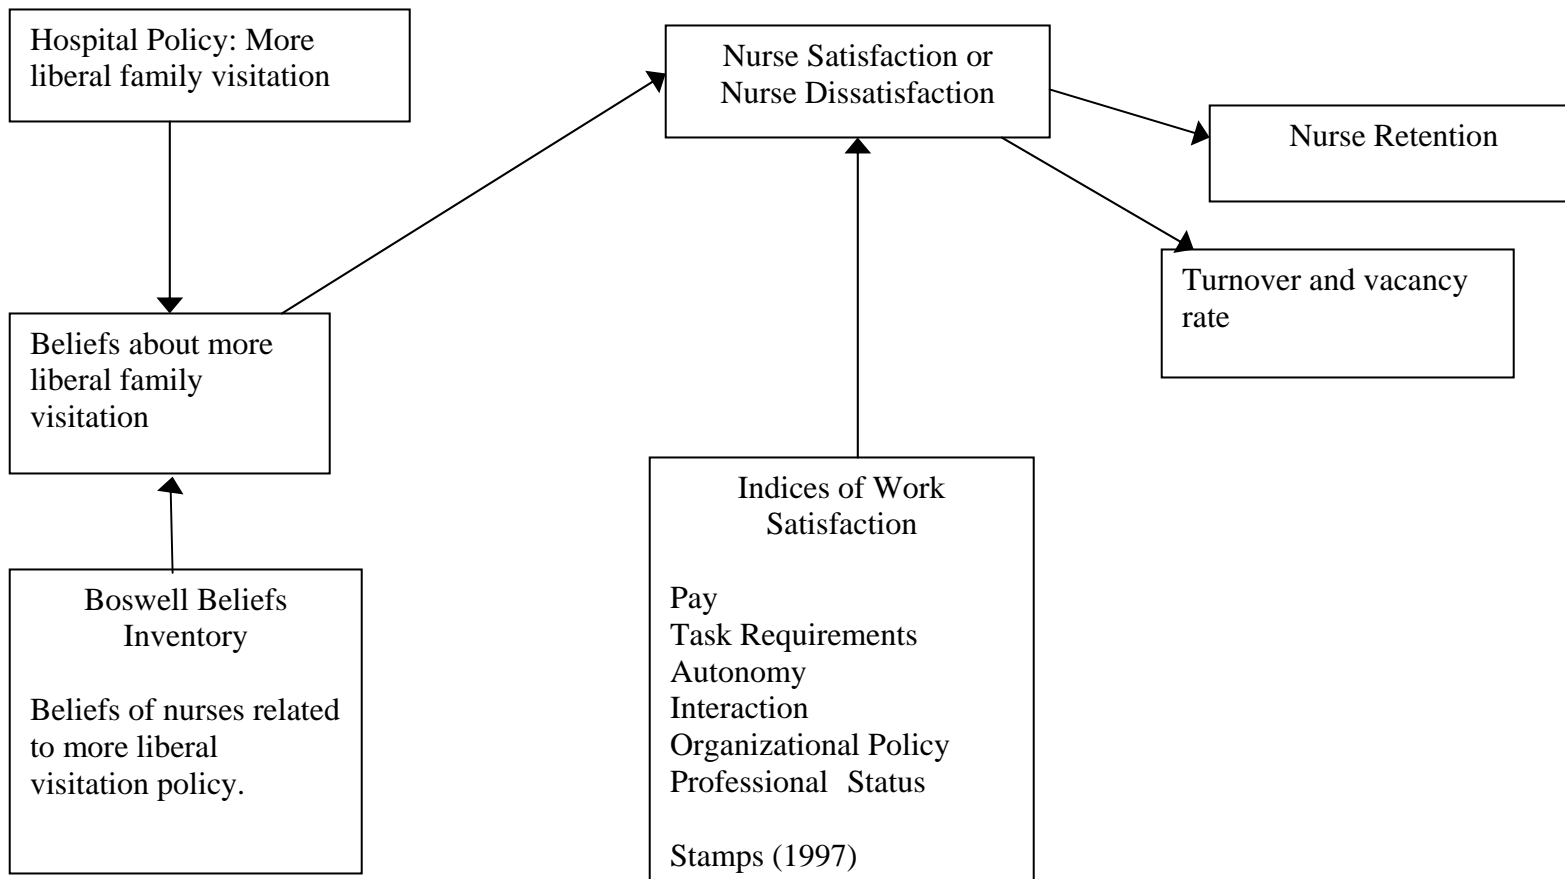 Hospital Policy: More
liberal family visitation
Nurse Satisfaction or
Nurse Dissatisfaction
Nurse Retention
Turnover and vacancy
rate
Beliefs about more
liberal family
visitation
Indices of Work
Satisfaction
Pay
Task Requirements
Autonomy
Interaction
Organizational Policy
Professional Status
Stamps (1997)
Boswell Beliefs
Inventory
Beliefs of nurses related
to more liberal
visitation policy.